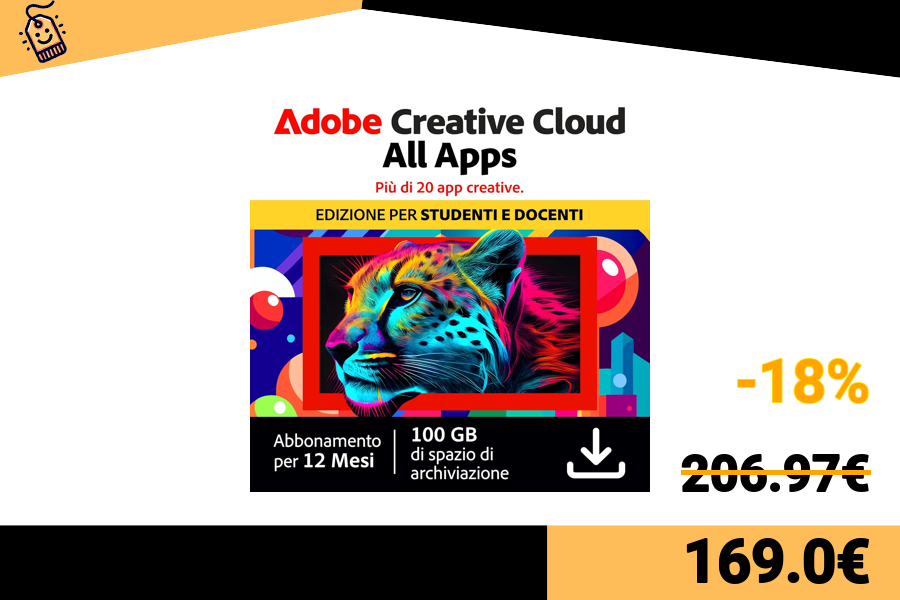 Adobe Creative Cloud
All Apps
Più di 20 app creative.
EDIZIONE PER STUDENTI E DOCENTI
Abbonamento
per 12 Mesi
100 GB
di spazio di
archiviazione
-18%
206.97€
169.0€